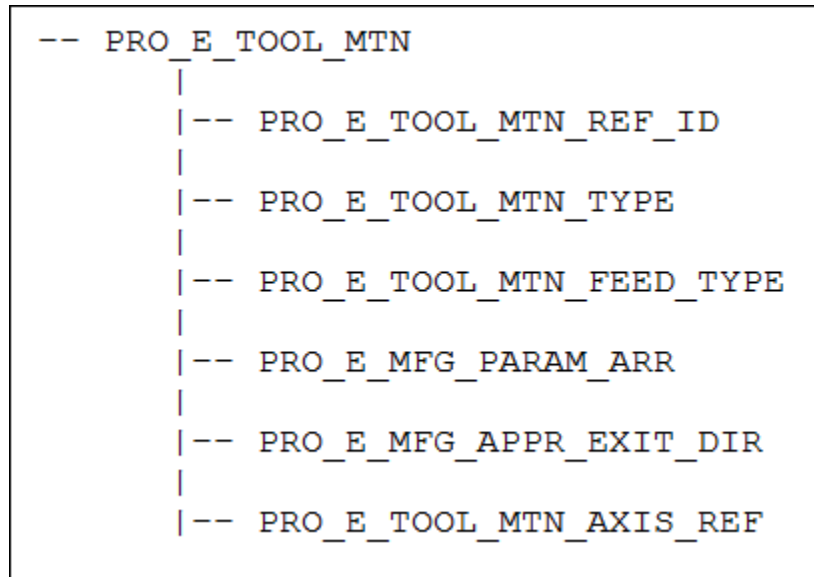 -- PRO_E_TOOL_MTN
|
|-- PRO_E_TOOL_MTN_REF_ID
|
|-- PRO_E_TOOL_MTN_TYPE
|
|-- PRO_E_TOOL_MTN_FEED_TYPE
|
|-- PRO_E_MFG_PARAM_ARR
|
|-- PRO_E_MFG_APPR_EXIT_DIR
|
|-- PRO_E_TOOL_MTN_AXIS_REF